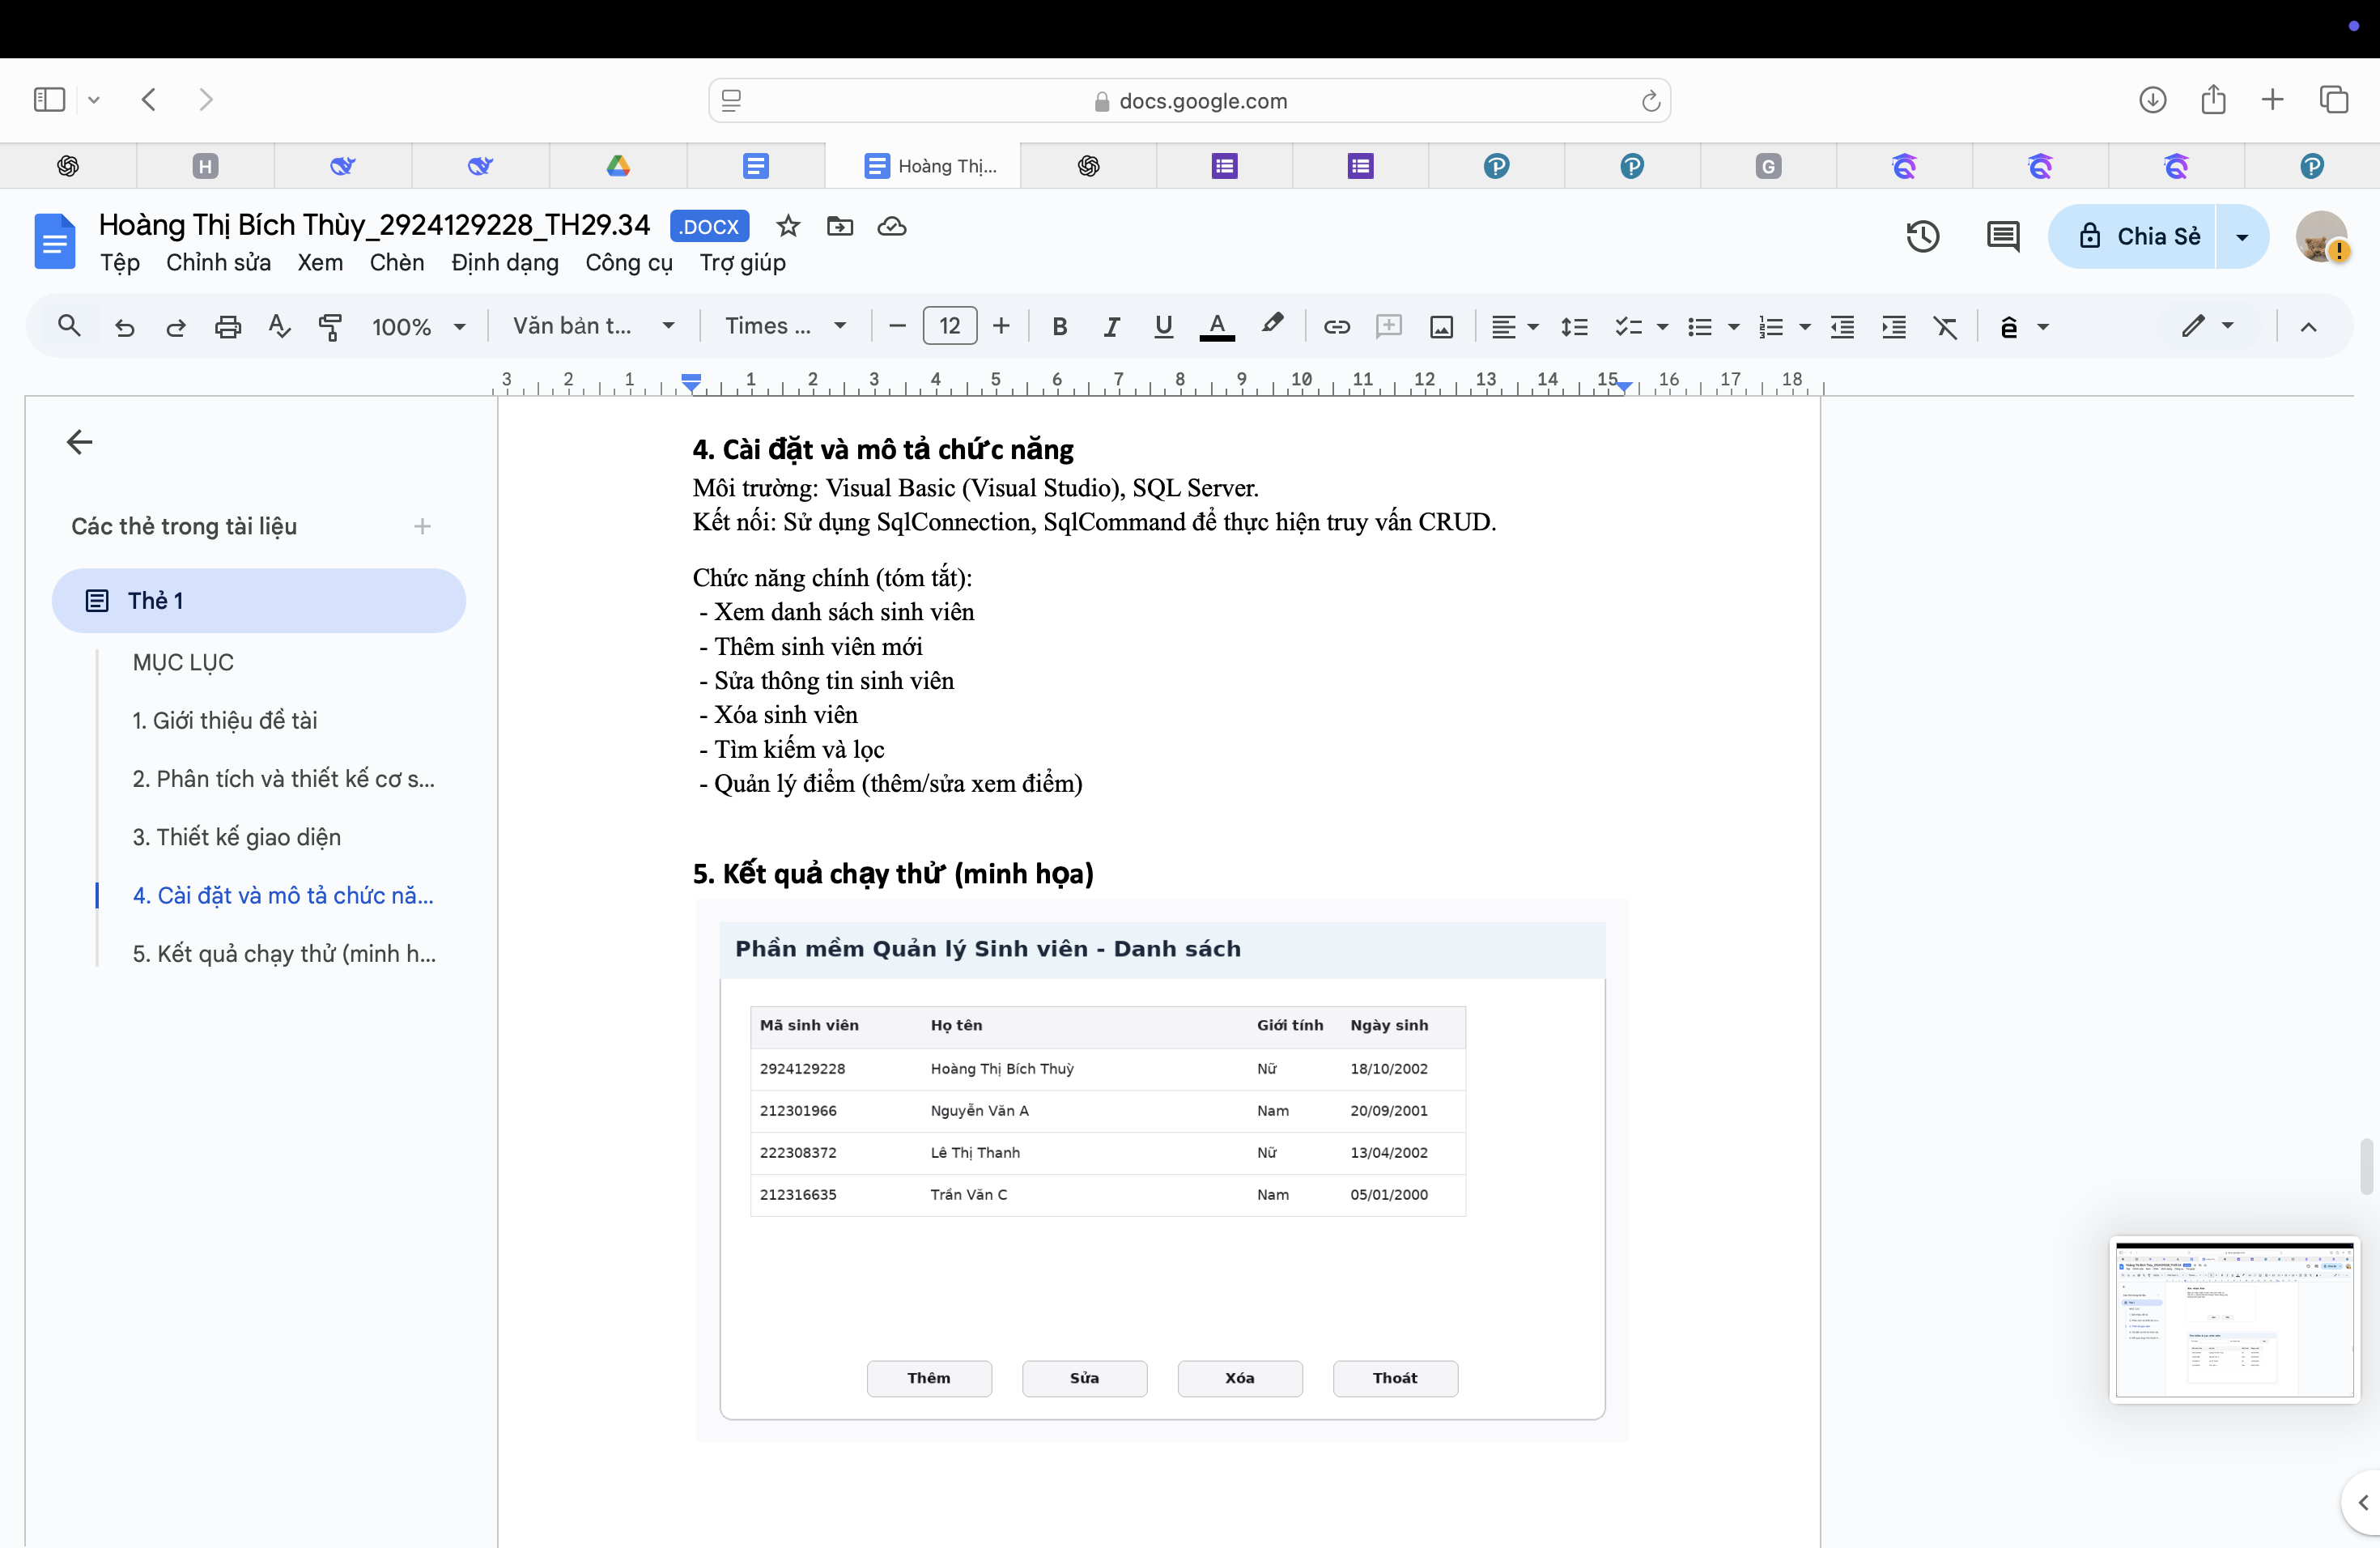 docs.google.com
H
Hoàng Thị...
G
Hoàng Thị Bích Thùy_2924129228_TH29.34 .DOCX
Tệp Chỉnh sửa Xem Chèn Định dạng Công cụ Trợ giúp
Chia Sẻ
100% Văn bản t... Times ... 12 B I U A ê
3 2 1 1 2 3 4 5 6 7 8 9 10 11 12 13 14 15 16 17 18
Các thẻ trong tài liệu
Thẻ 1
MỤC LỤC
1. Giới thiệu đề tài
2. Phân tích và thiết kế cơ s...
3. Thiết kế giao diện
4. Cài đặt và mô tả chức nă...
5. Kết quả chạy thử (minh h...
4. Cài đặt và mô tả chức năng
Môi trường: Visual Basic (Visual Studio), SQL Server.
Kết nối: Sử dụng SqlConnection, SqlCommand để thực hiện truy vấn CRUD.
Chức năng chính (tóm tắt):
- Xem danh sách sinh viên
- Thêm sinh viên mới
- Sửa thông tin sinh viên
- Xóa sinh viên
- Tìm kiếm và lọc
- Quản lý điểm (thêm/sửa xem điểm)
5. Kết quả chạy thử (minh họa)
Phần mềm Quản lý Sinh viên - Danh sách
Mã sinh viên Họ tên Giới tính Ngày sinh
2924129228 Hoàng Thị Bích Thuỳ Nữ 18/10/2002
212301966 Nguyễn Văn A Nam 20/09/2001
222308372 Lê Thị Thanh Nữ 13/04/2002
212316635 Trần Văn C Nam 05/01/2000
Thêm Sửa Xóa Thoát